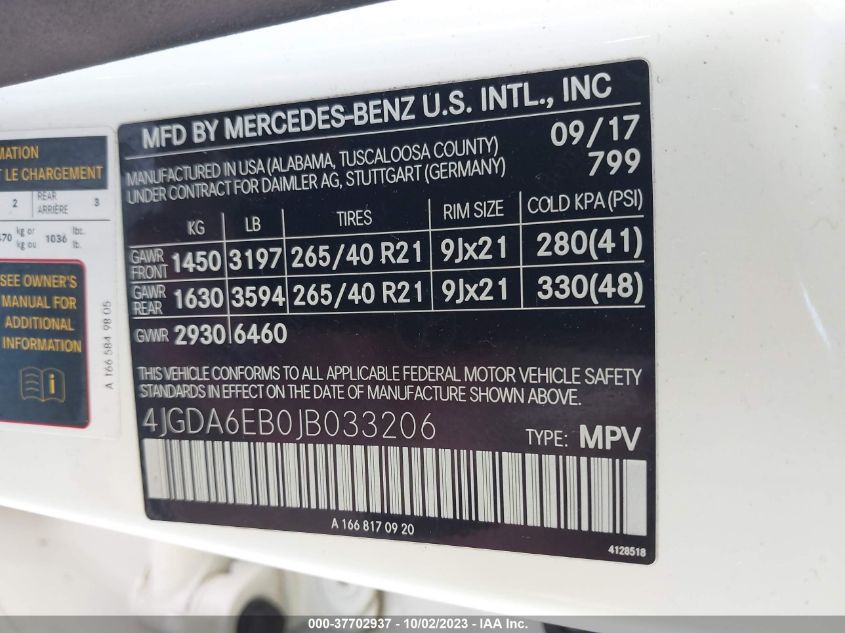 MATION
T LE CHARGEMENT
2 REAR ARRIÈRE 3
470 kg or kg ou 1036 lbs. lb.
SEE OWNER'S
MANUAL FOR
ADDITIONAL
INFORMATION
A 166 584 98 05
MFD BY MERCEDES-BENZ U.S. INTL., INC
MANUFACTURED IN USA (ALABAMA, TUSCALOOSA COUNTY) 09/17
UNDER CONTRACT FOR DAIMLER AG, STUTTGART (GERMANY) 799
KG LB TIRES RIM SIZE COLD KPA (PSI)
GAWR FRONT 1450 3197 265/40 R21 9Jx21 280(41)
GAWR REAR 1630 3594 265/40 R21 9Jx21 330(48)
GVWR 2930 6460
THIS VEHICLE CONFORMS TO ALL APPLICABLE FEDERAL MOTOR VEHICLE SAFETY
STANDARDS IN EFFECT ON THE DATE OF MANUFACTURE SHOWN ABOVE.
4JGDA6EB0JB033206 TYPE: MPV
A 166 817 09 20
4128518
000-37702937 - 10/02/2023 - IAA Inc.